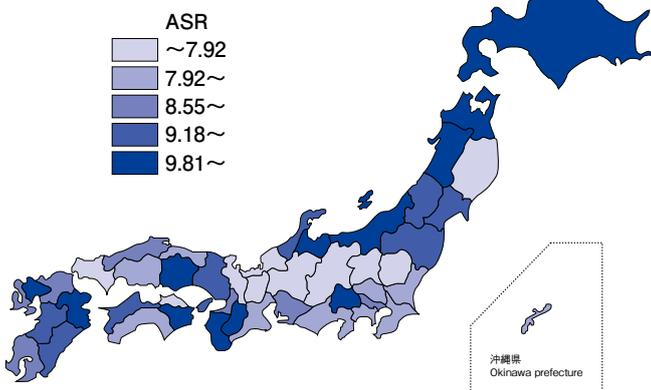 ASR
〜7.92
7.92〜
8.55〜
9.18〜
9.81〜
沖縄県
Okinawa prefecture